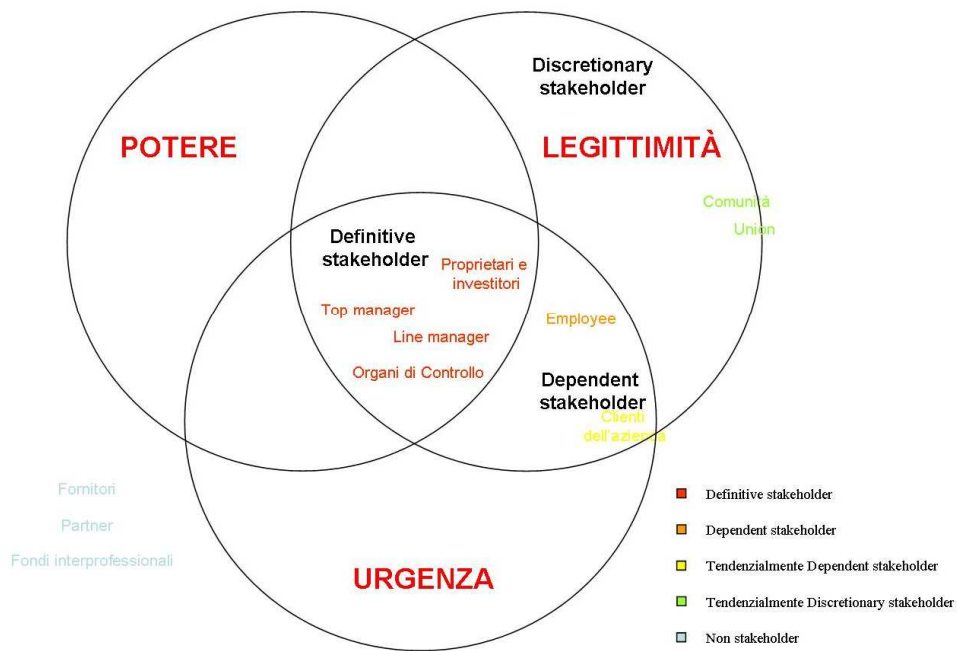 Discretionary
stakeholder
POTERE
LEGITTIMITÀ
Comunità
Union
Definitive
stakeholder
Proprietari e
investitori
Top manager
Employee
Line manager
Organi di Controllo
Dependent
stakeholder
Clienti
dell'azienda
Fornitori
Partner
Fondi interprofessionali
URGENZA
Definitive stakeholder
Dependent stakeholder
Tendenzialmente Dependent stakeholder
Tendenzialmente Discretionary stakeholder
Non stakeholder